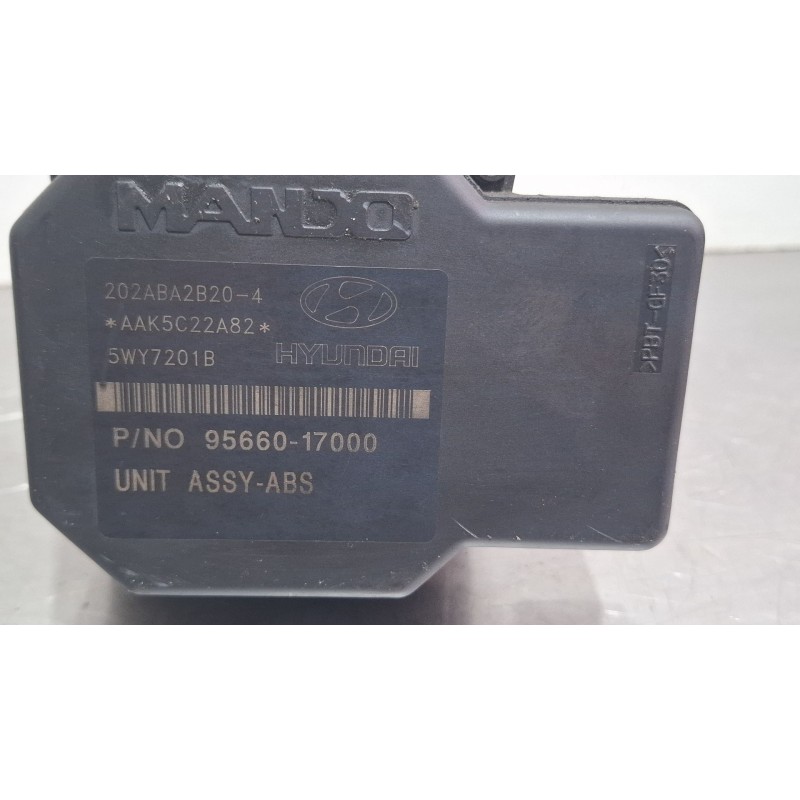 MANDO
202ABA2B20-4
*AAK5C22A82*
5WY7201B
HYUNDAI
P/NO 95660-17000
UNIT ASSY-ABS
>PBT-GF30<